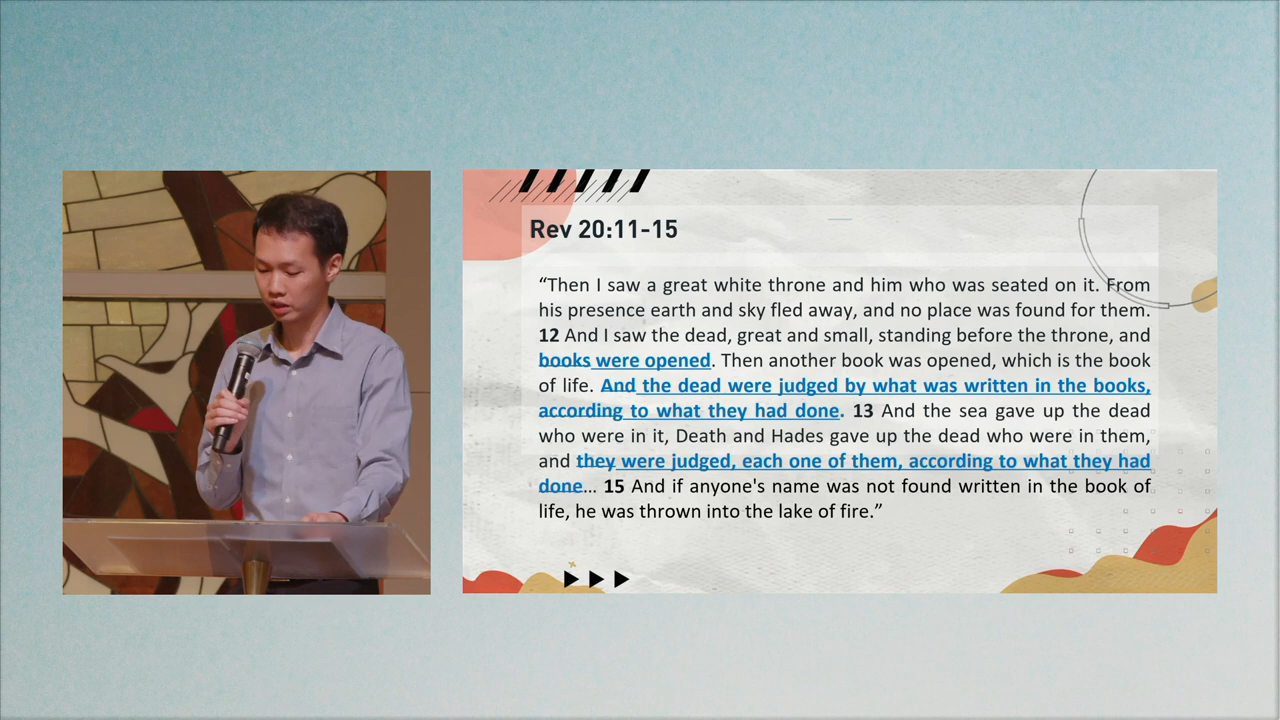 Rev 20:11-15
“Then I saw a great white throne and him who was seated on it. From
his presence earth and sky fled away, and no place was found for them.
12 And I saw the dead, great and small, standing before the throne, and
books were opened. Then another book was opened, which is the book
of life. And the dead were judged by what was written in the books,
according to what they had done. 13 And the sea gave up the dead
who were in it, Death and Hades gave up the dead who were in them,
and they were judged, each one of them, according to what they had
done… 15 And if anyone's name was not found written in the book of
life, he was thrown into the lake of fire.”